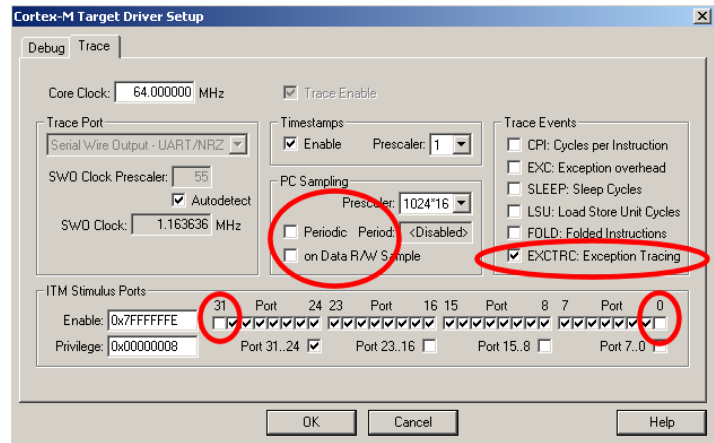 Cortex-M Target Driver Setup
Debug Trace
Core Clock: 64.000000 MHz
Trace Enable
Trace Port
Serial Wire Output - UART/NRZ
SWO Clock Prescaler: 55
Autodetect
SWO Clock: 1.163636 MHz
Timestamps
Enable Prescaler: 1
PC Sampling
Prescaler: 1024*16
Periodic Period: <Disabled>
on Data R/W Sample
Trace Events
CPI: Cycles per Instruction
EXC: Exception overhead
SLEEP: Sleep Cycles
LSU: Load Store Unit Cycles
FOLD: Folded Instructions
EXCTRC: Exception Tracing
ITM Stimulus Ports
31 Port 24 23 Port 16 15 Port 8 7 Port 0
Enable: 0x7FFFFFFE
Privilege: 0x00000008 Port 31..24 Port 23..16 Port 15..8 Port 7..0
OK Cancel Help